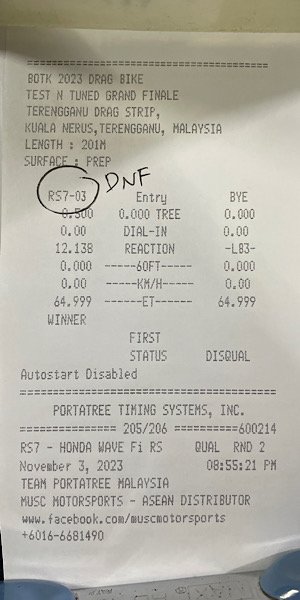 ====================================
BOTK 2023 DRAG BIKE
TEST N TUNED GRAND FINALE
TERENGGANU DRAG STRIP,
KUALA NERUS,TERENGGANU, MALAYSIA
LENGTH : 201M
SURFACE : PREP
DNF
RS7-03 Entry BYE
0.500 0.000 TREE 0.000
0.00 DIAL-IN 0.00
12.138 REACTION -LB3-
0.000 ------60FT---- 0.000
0.00 ------KM/H---- 0.00
64.999 ------ET------ 64.999
WINNER
FIRST
STATUS DISQUAL
Autostart Disabled
====================================
PORTATREE TIMING SYSTEMS, INC.
============== 205/206 ==========600214
RS7 - HONDA WAVE Fi RS QUAL RND 2
November 3, 2023 08:55:21 PM
TEAM PORTATREE MALAYSIA
MUSC MOTORSPORTS - ASEAN DISTRIBUTOR
www.facebook.com/muscmotorsports
+6016-6681490